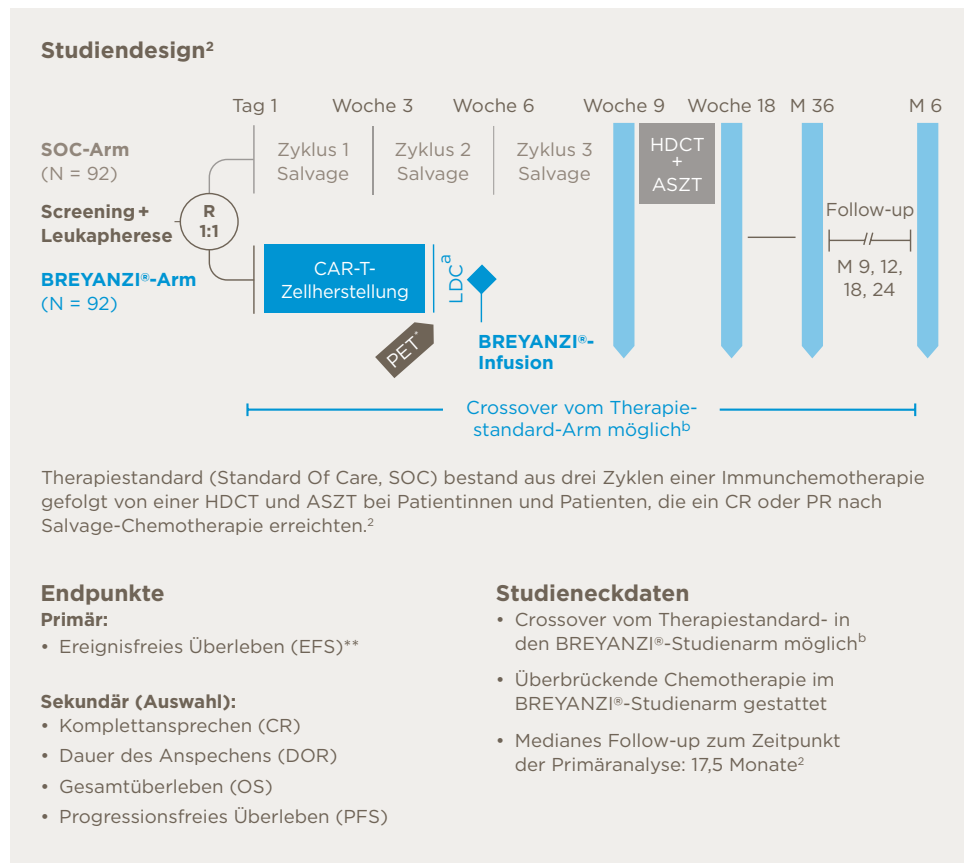 Studiendesign²
Tag 1 Woche 3 Woche 6 Woche 9 Woche 18 M 36 M 6
SOC-Arm
(N = 92)
Zyklus 1
Salvage
Zyklus 2
Salvage
Zyklus 3
Salvage
HDCT
+
ASZT
Screening +
Leukapherese
R
1:1
Follow-up
M 9, 12,
18, 24
BREYANZI®-Arm
(N = 92)
CAR-T-
Zellherstellung
LDCᵃ
PET*
BREYANZI®-
Infusion
Crossover vom Therapie-
standard-Arm möglichᵇ
Therapiestandard (Standard Of Care, SOC) bestand aus drei Zyklen einer Immunchemotherapie
gefolgt von einer HDCT und ASZT bei Patientinnen und Patienten, die ein CR oder PR nach
Salvage-Chemotherapie erreichten.²
Endpunkte
Primär:
• Ereignisfreies Überleben (EFS)**
Sekundär (Auswahl):
• Komplettansprechen (CR)
• Dauer des Anspechens (DOR)
• Gesamtüberleben (OS)
• Progressionsfreies Überleben (PFS)
Studieneckdaten
• Crossover vom Therapiestandard- in
den BREYANZI®-Studienarm möglichᵇ
• Überbrückende Chemotherapie im
BREYANZI®-Studienarm gestattet
• Medianes Follow-up zum Zeitpunkt
der Primäranalyse: 17,5 Monate²